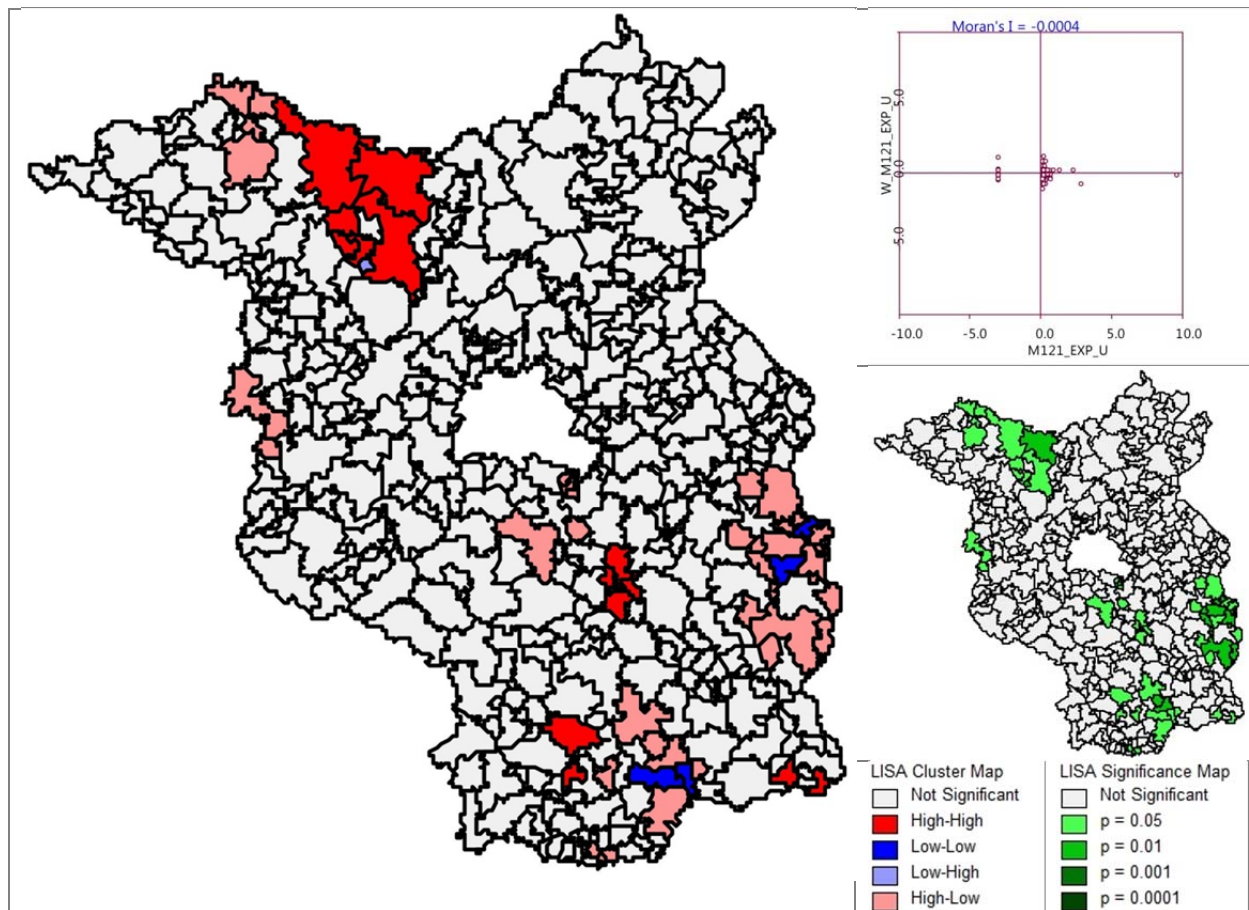 Moran's I = -0.0004
W_M121_EXP_U
5.0
0.0
5.0
-10.0 -5.0 0.0 5.0 10.0
M121_EXP_U
LISA Cluster Map
Not Significant
High-High
Low-Low
Low-High
High-Low
LISA Significance Map
Not Significant
p = 0.05
p = 0.01
p = 0.001
p = 0.0001